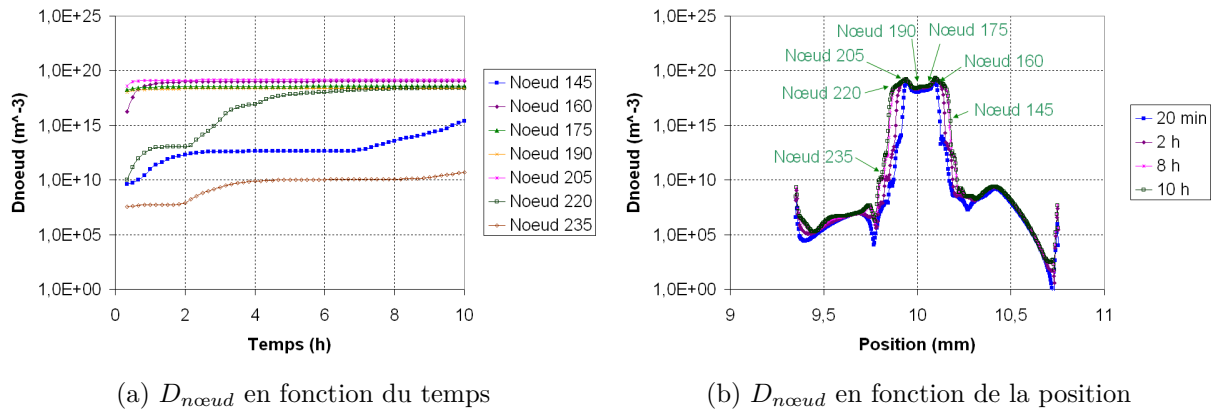 1,0E+25
1,0E+20
1,0E+15
1,0E+10
1,0E+05
1,0E+00
Dnoeud (m^-3)
0 2 4 6 8 10
Temps (h)
Noeud 145
Noeud 160
Noeud 175
Noeud 190
Noeud 205
Noeud 220
Noeud 235
(a) D_{nœud} en fonction du temps
1,0E+25
1,0E+20
1,0E+15
1,0E+10
1,0E+05
1,0E+00
Dnoeud (m^-3)
Nœud 190
Nœud 175
Nœud 205
Nœud 160
Nœud 220
Nœud 145
Nœud 235
9 9,5 10 10,5 11
Position (mm)
20 min
2 h
8 h
10 h
(b) D_{nœud} en fonction de la position